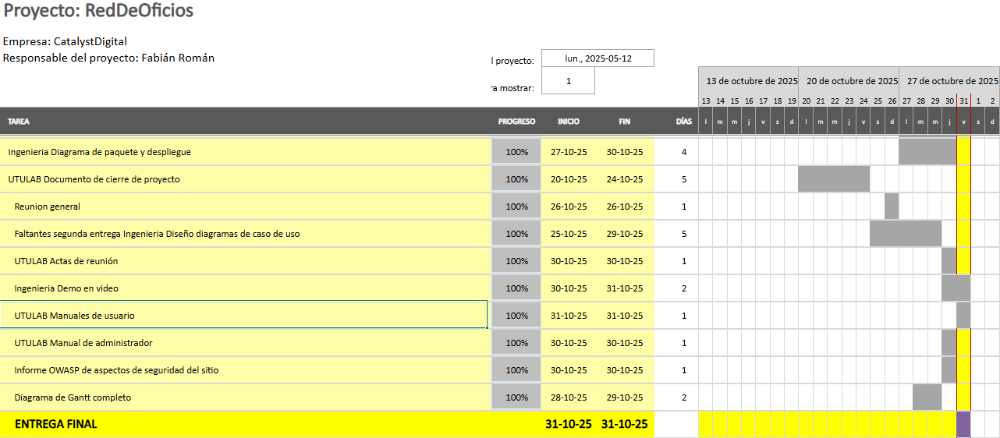 Proyecto: RedDeOficios
Empresa: CatalystDigital
Responsable del proyecto: Fabián Román
l proyecto: lun., 2025-05-12
ra mostrar: 1
13 de octubre de 2025 20 de octubre de 2025 27 de octubre de 2025
13 14 15 16 17 18 19 20 21 22 23 24 25 26 27 28 29 30 31 1 2
TAREA PROGRESO INICIO FIN DÍAS l m m j v s d l m m j v s d l m m j v s d
Ingenieria Diagrama de paquete y despliegue 100% 27-10-25 30-10-25 4
UTULAB Documento de cierre de proyecto 100% 20-10-25 24-10-25 5
Reunion general 100% 26-10-25 26-10-25 1
Faltantes segunda entrega Ingenieria Diseño diagramas de caso de uso 100% 25-10-25 29-10-25 5
UTULAB Actas de reunión 100% 30-10-25 30-10-25 1
Ingenieria Demo en video 100% 30-10-25 31-10-25 2
UTULAB Manuales de usuario 100% 31-10-25 31-10-25 1
UTULAB Manual de administrador 100% 30-10-25 30-10-25 1
Informe OWASP de aspectos de seguridad del sitio 100% 30-10-25 30-10-25 1
Diagrama de Gantt completo 100% 28-10-25 29-10-25 2
ENTREGA FINAL 31-10-25 31-10-25